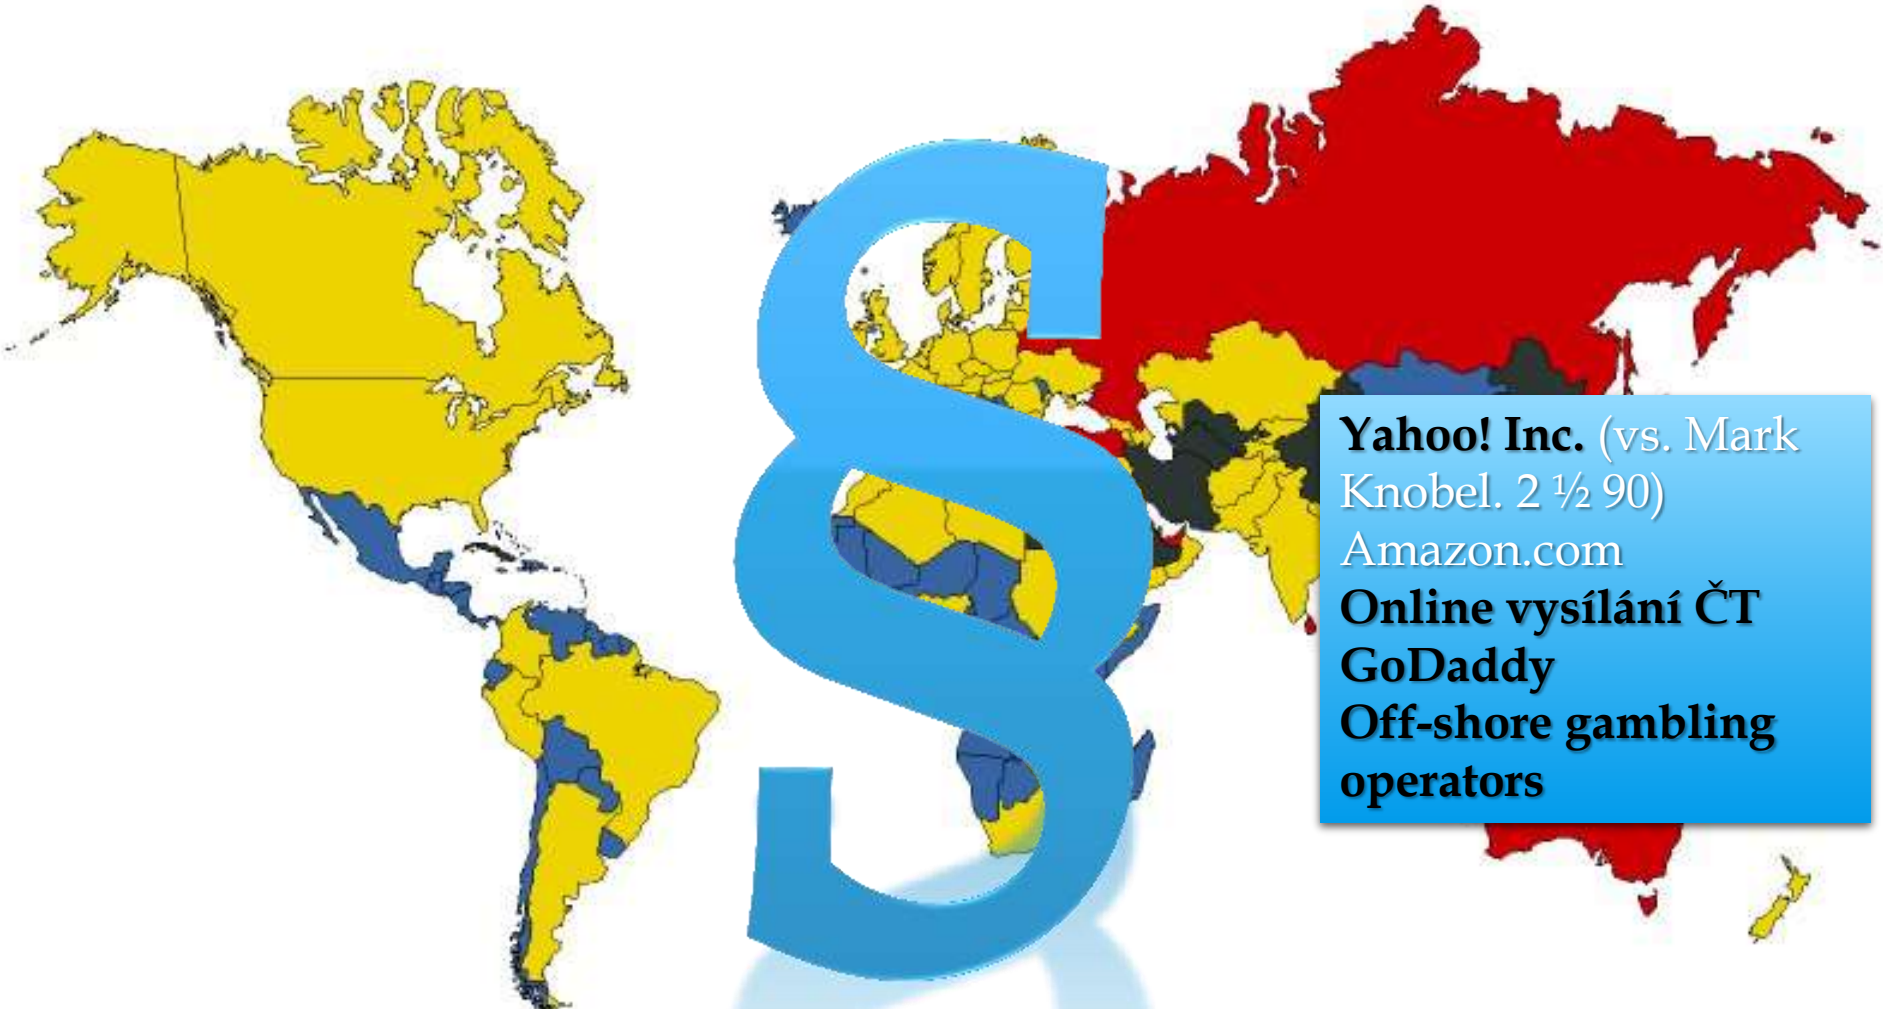 §
Yahoo! Inc. (vs. Mark
Knobel. 2 ½ 90)
Amazon.com
Online vysílání ČT
GoDaddy
Off-shore gambling
operators